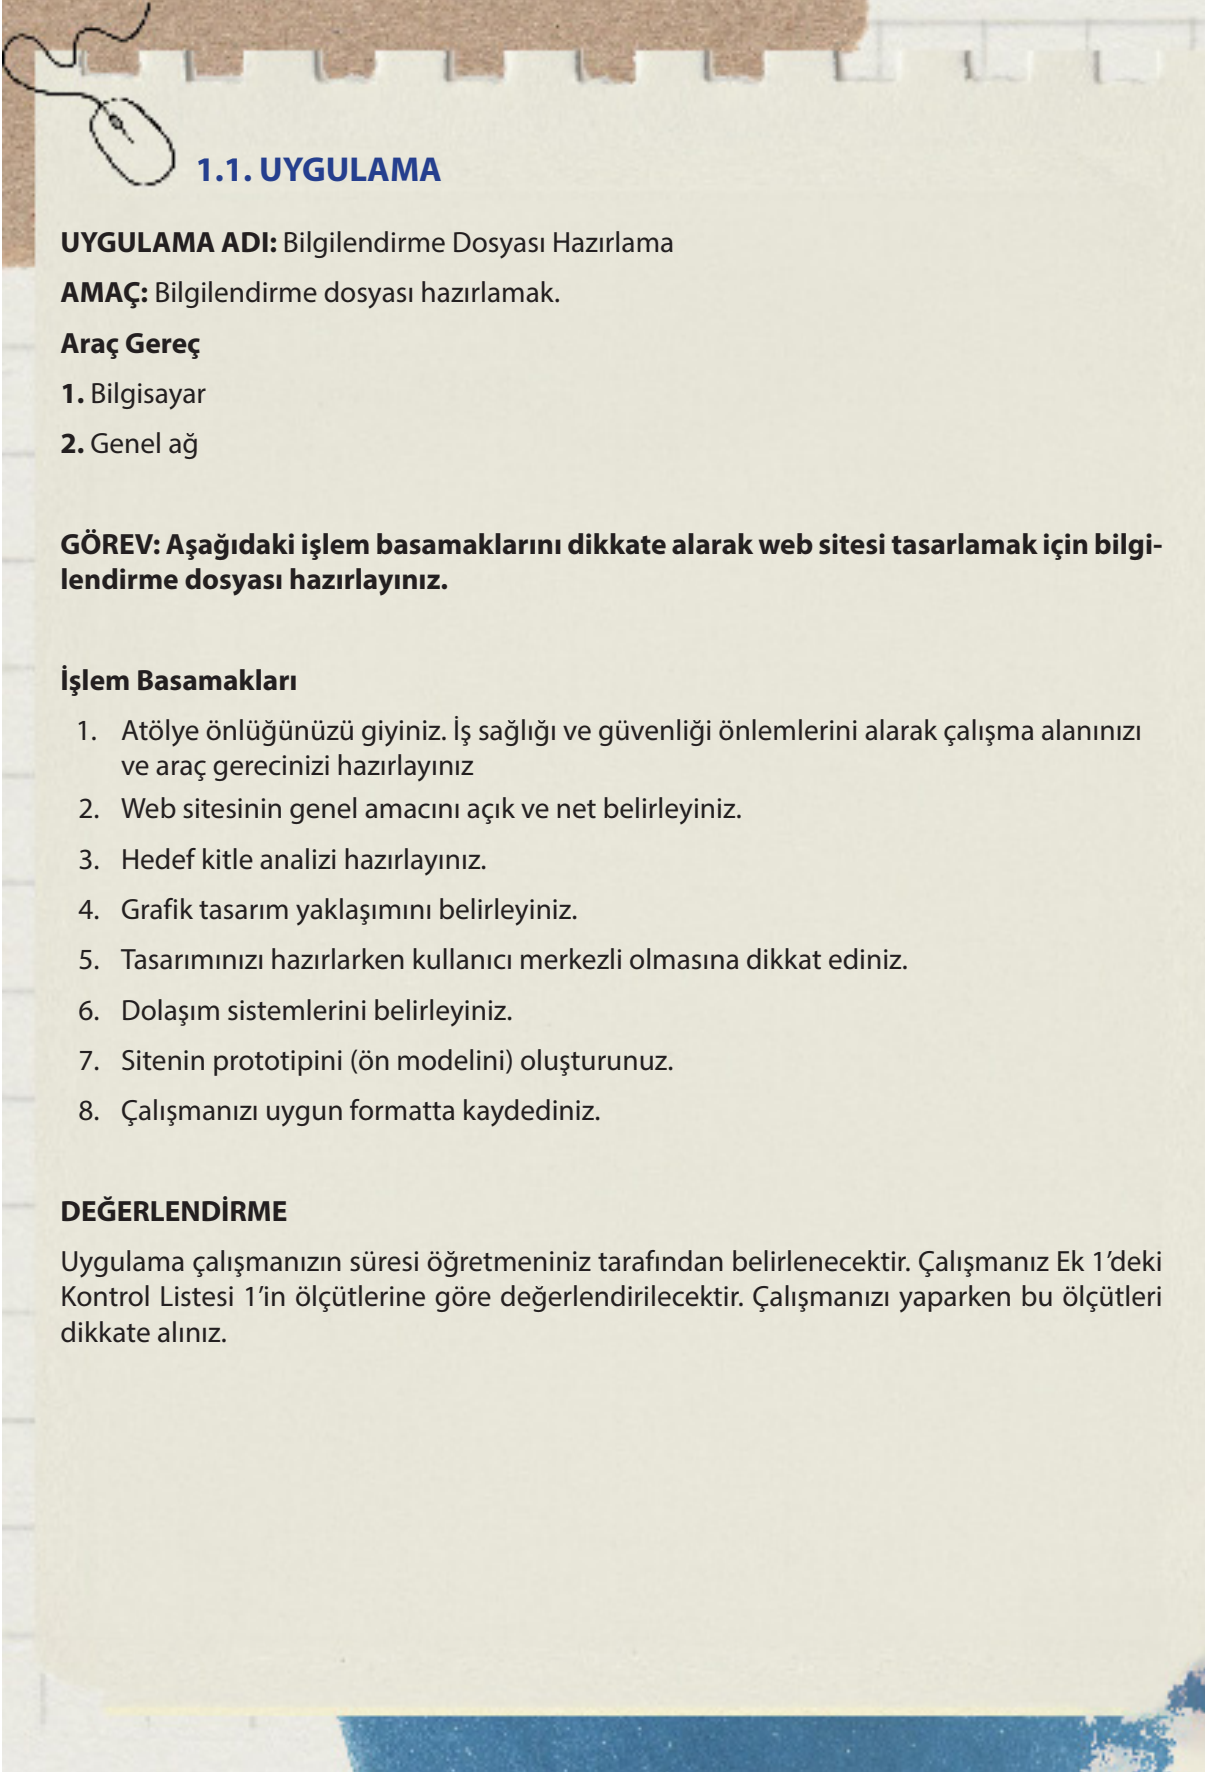 1.1. UYGULAMA
UYGULAMA ADI: Bilgilendirme Dosyası Hazırlama
AMAÇ: Bilgilendirme dosyası hazırlamak.
Araç Gereç
1. Bilgisayar
2. Genel ağ
GÖREV: Aşağıdaki işlem basamaklarını dikkate alarak web sitesi tasarlamak için bilgi-
lendirme dosyası hazırlayınız.
İşlem Basamakları
1. Atölye önlüğünüzü giyiniz. İş sağlığı ve güvenliği önlemlerini alarak çalışma alanınızı
ve araç gerecinizi hazırlayınız
2. Web sitesinin genel amacını açık ve net belirleyiniz.
3. Hedef kitle analizi hazırlayınız.
4. Grafik tasarım yaklaşımını belirleyiniz.
5. Tasarımınızı hazırlarken kullanıcı merkezli olmasına dikkat ediniz.
6. Dolaşım sistemlerini belirleyiniz.
7. Sitenin prototipini (ön modelini) oluşturunuz.
8. Çalışmanızı uygun formatta kaydediniz.
DEĞERLENDİRME
Uygulama çalışmanızın süresi öğretmeniniz tarafından belirlenecektir. Çalışmanız Ek 1’deki
Kontrol Listesi 1’in ölçütlerine göre değerlendirilecektir. Çalışmanızı yaparken bu ölçütleri
dikkate alınız.